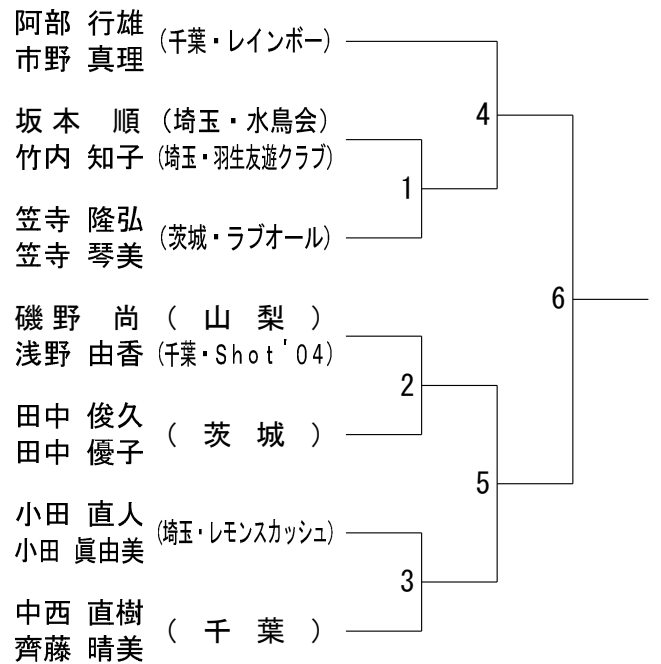 阿部 行雄 (千葉・レインボー)
市野 真理
4
坂本 順 (埼玉・水鳥会)
竹内 知子 (埼玉・羽生友遊クラブ)
1
笠寺 隆弘 (茨城・ラブオール)
笠寺 琴美
6
磯野 尚 ( 山 梨 )
浅野 由香 (千葉・Shot'04)
2
田中 俊久 ( 茨 城 )
田中 優子
5
小田 直人 (埼玉・レモンスカッシュ)
小田 眞由美
3
中西 直樹 ( 千 葉 )
齊藤 晴美